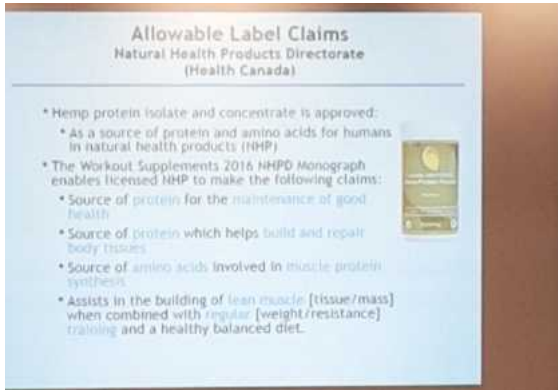 Allowable Label Claims
Natural Health Products Directorate
(Health Canada)
* Hemp protein isolate and concentrate is approved:
* As a source of protein and amino acids for humans
in natural health products (NHP)
* The Workout Supplements 2016 NHPD Monograph
enables licensed NHP to make the following claims:
* Source of protein for the maintenance of good
health
* Source of protein which helps build and repair
body tissues
* Source of amino acids involved in muscle protein
synthesis
* Assists in the building of lean muscle [tissue/mass]
when combined with regular [weight/resistance]
training and a healthy balanced diet.